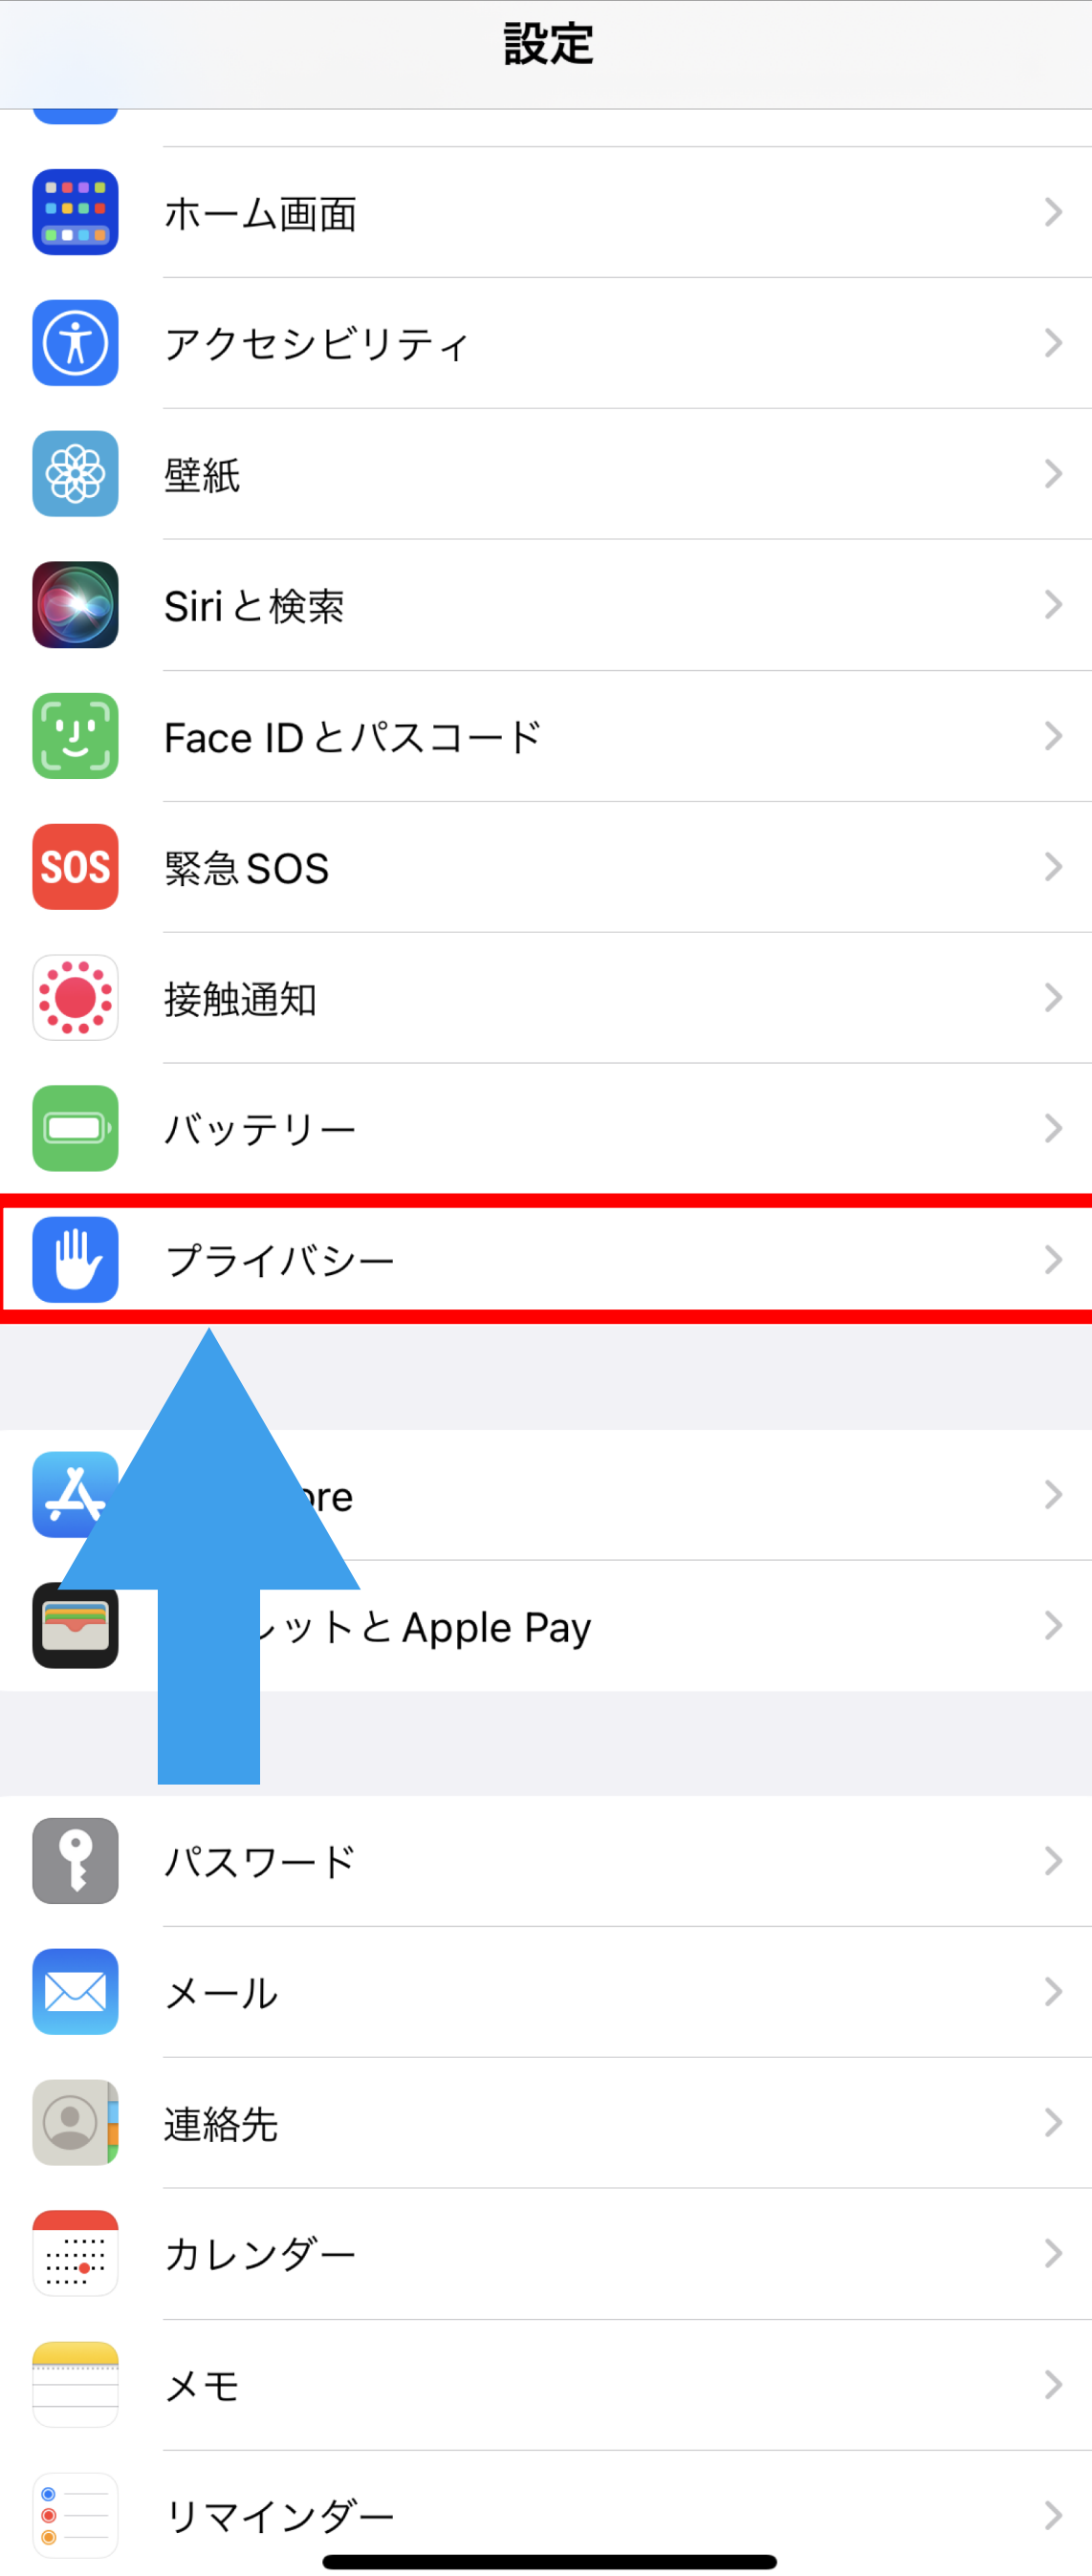 設定
ホーム画面
アクセシビリティ
壁紙
Siriと検索
Face IDとパスコード
SOS
緊急SOS
接触通知
バッテリー
プライバシー
レットとApple Pay
パスワード
メール
連絡先
カレンダー
メモ
リマインダー